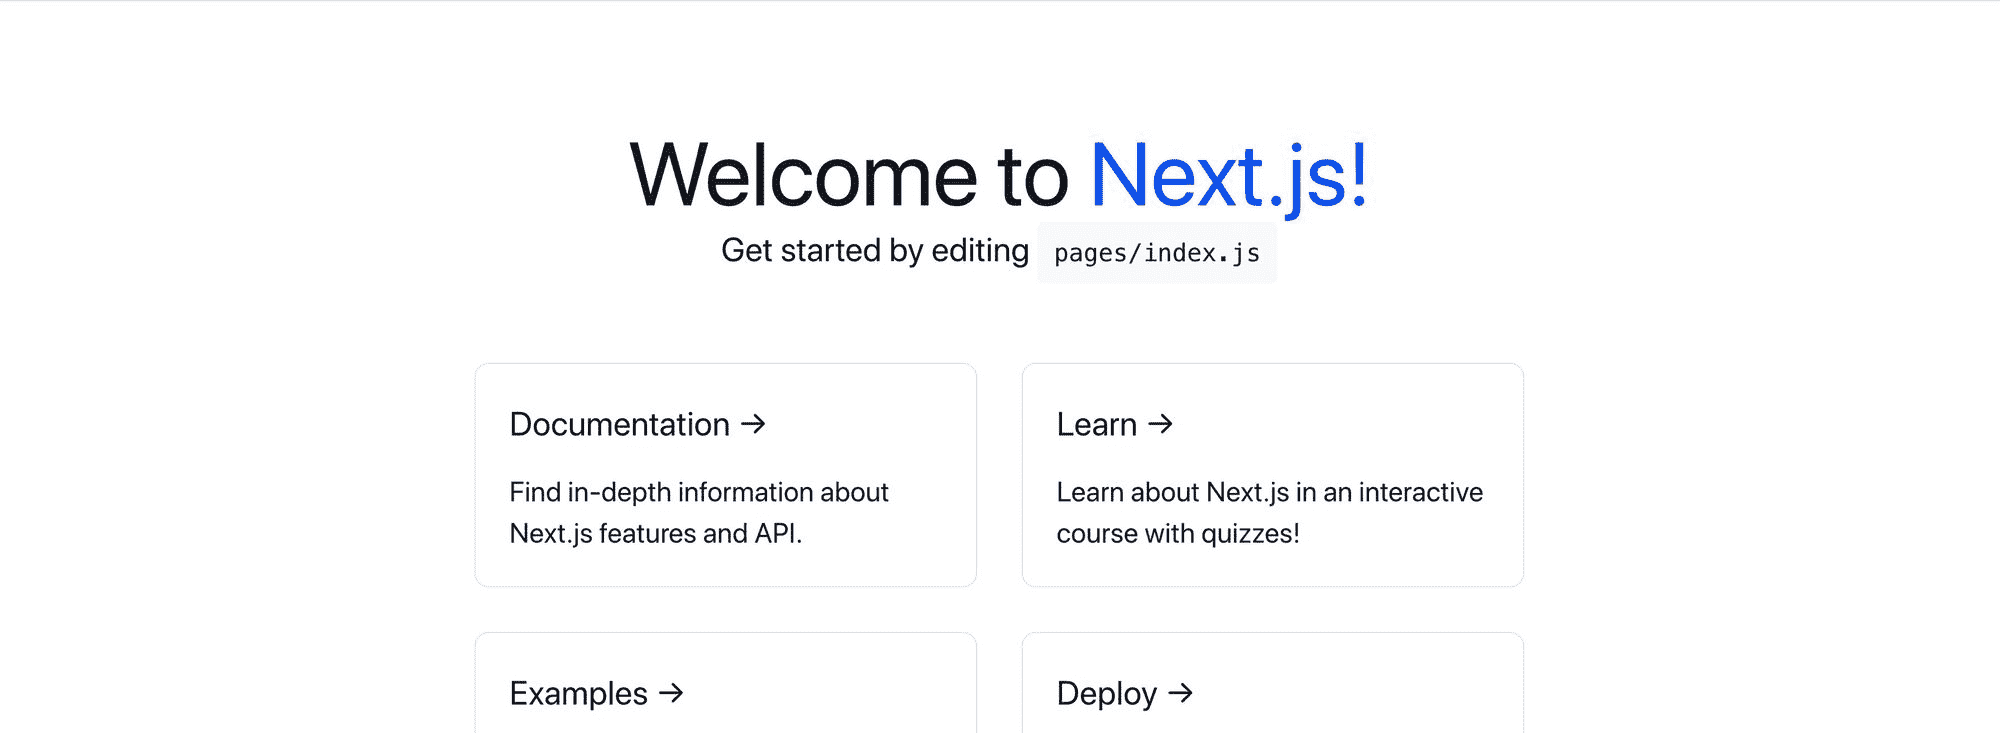 Welcome to Next.js!
Get started by editing pages/index.js
Documentation →
Find in-depth information about
Next.js features and API.
Learn →
Learn about Next.js in an interactive
course with quizzes!
Examples →
Deploy →